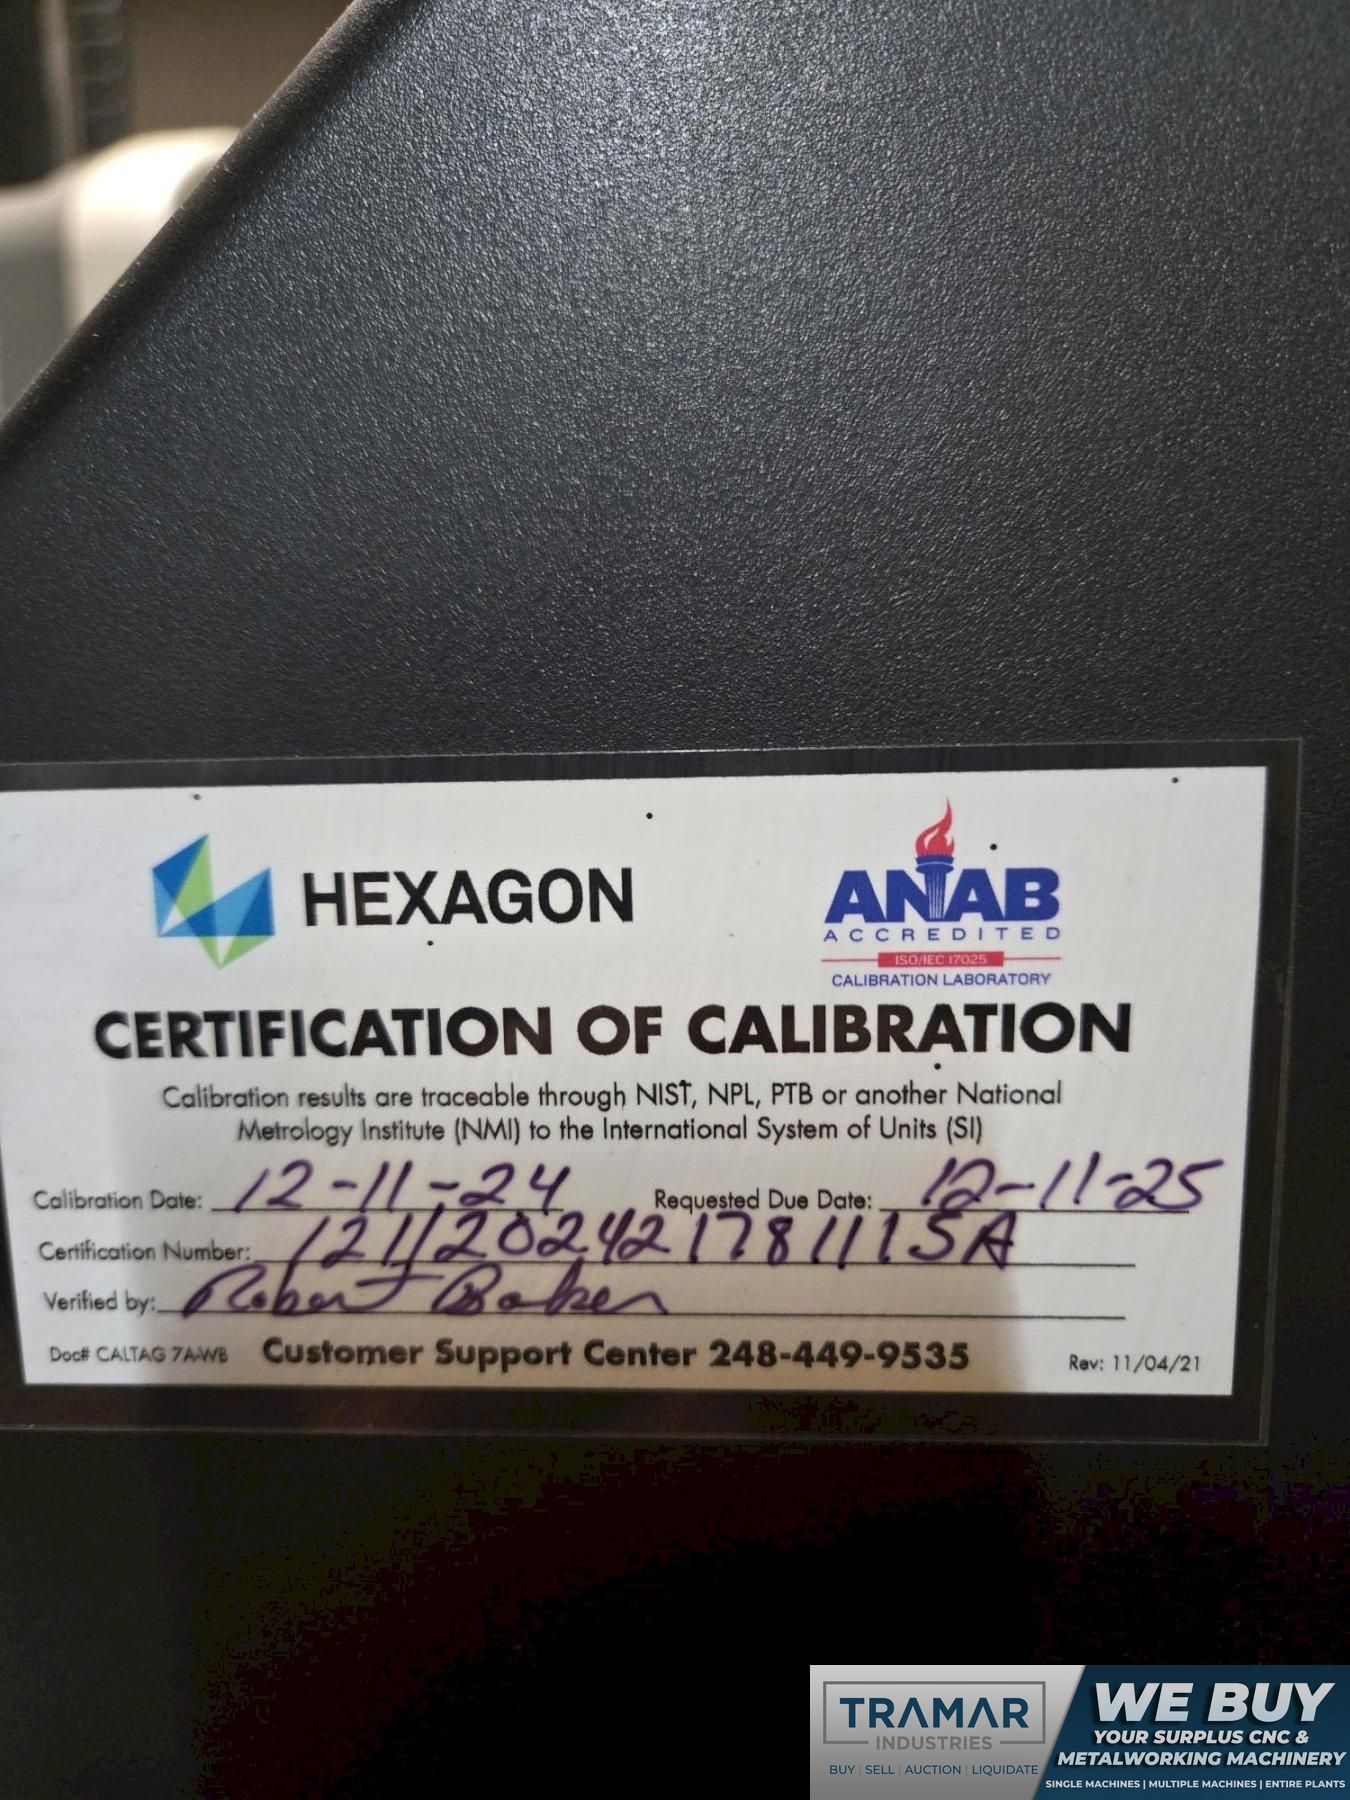 HEXAGON
ANAB
ACCREDITED
ISO/IEC 17025
CALIBRATION LABORATORY
CERTIFICATION OF CALIBRATION
Calibration results are traceable through NIST, NPL, PTB or another National
Metrology Institute (NMI) to the International System of Units (SI)
Calibration Date: 12-11-24 Requested Due Date: 12-11-25
Certification Number: 121120242178111SA
Verified by: Robert Baker
Doc# CALTAG 7A-WB Customer Support Center 248-449-9535 Rev: 11/04/21
TRAMAR
INDUSTRIES
BUY | SELL | AUCTION | LIQUIDATE
WE BUY
YOUR SURPLUS CNC &
METALWORKING MACHINERY
SINGLE MACHINES | MULTIPLE MACHINES | ENTIRE PLANTS